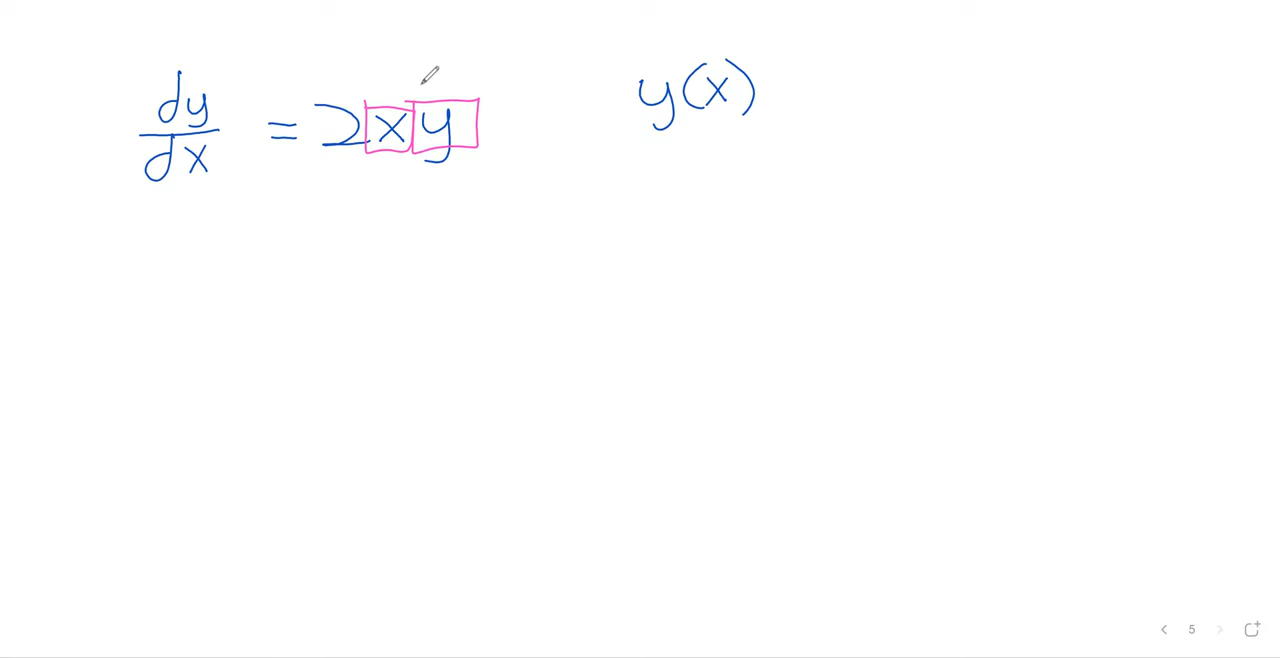 dy/dx = 2xy
y(x)
5